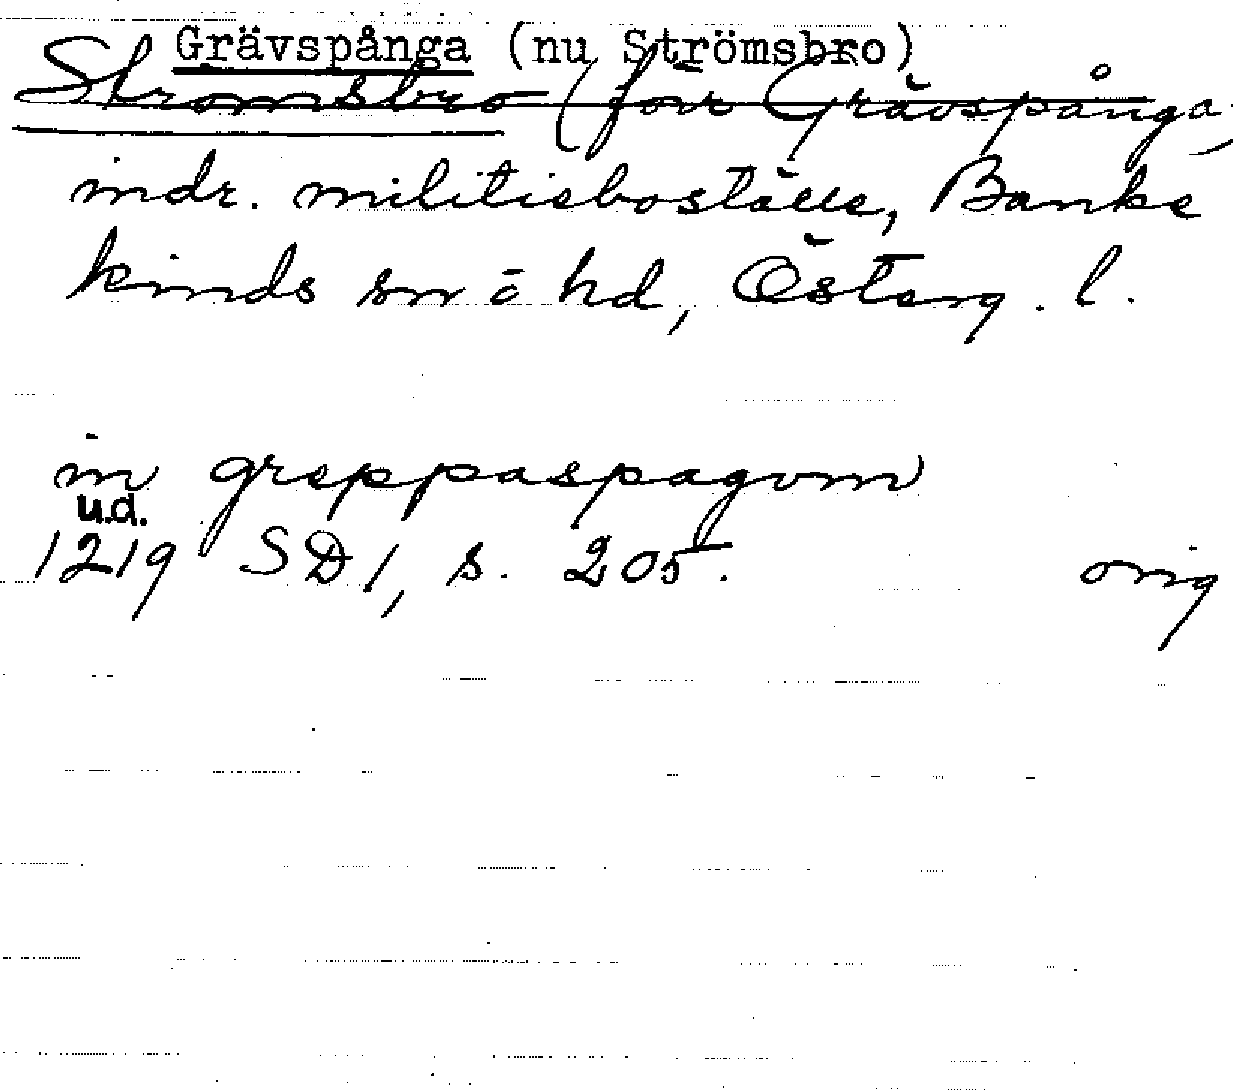 Grävspånga (nu Strömsbro)
Strömsbro (förr Grävspånga,
indr. militieboställe, Banke
kinds sn o hd, Österg. l.
in greppaspagum
u.d.
1219 SD 1, s. 205. orig